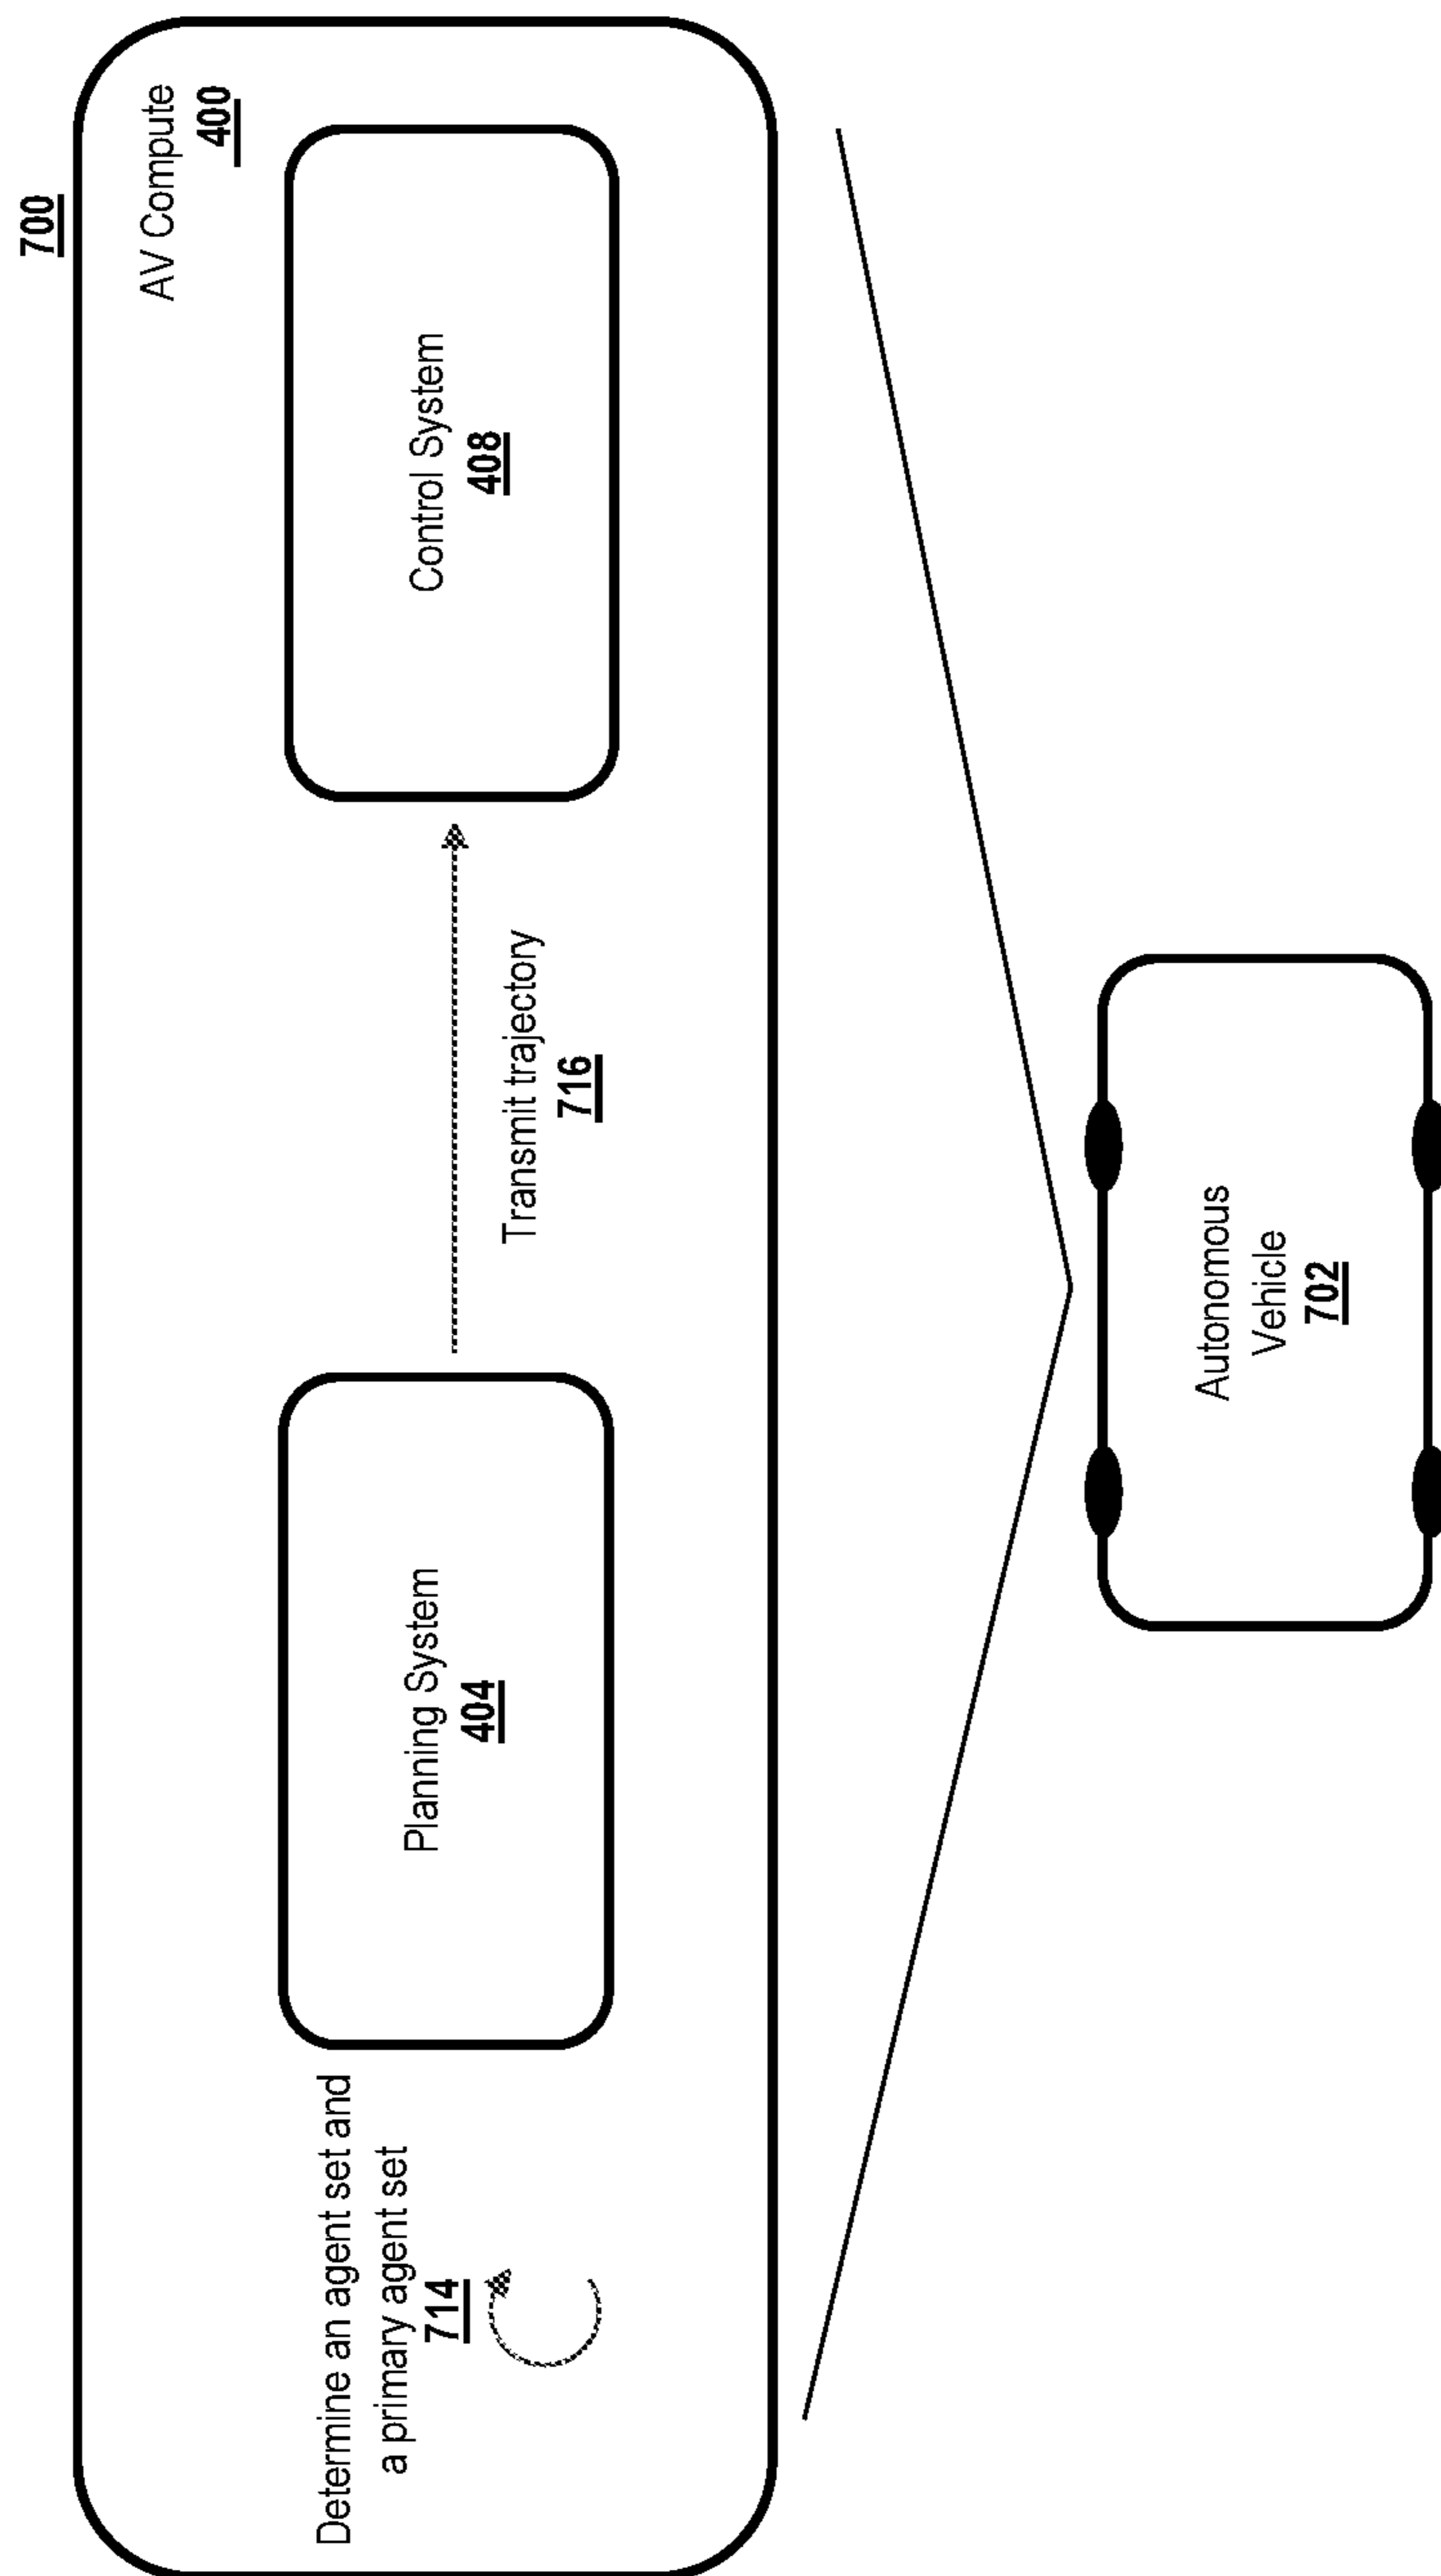 700
AV Compute
400
Determine an agent set and
a primary agent set
714
Planning System
404
Transmit trajectory
716
Control System
408
Autonomous
Vehicle
702